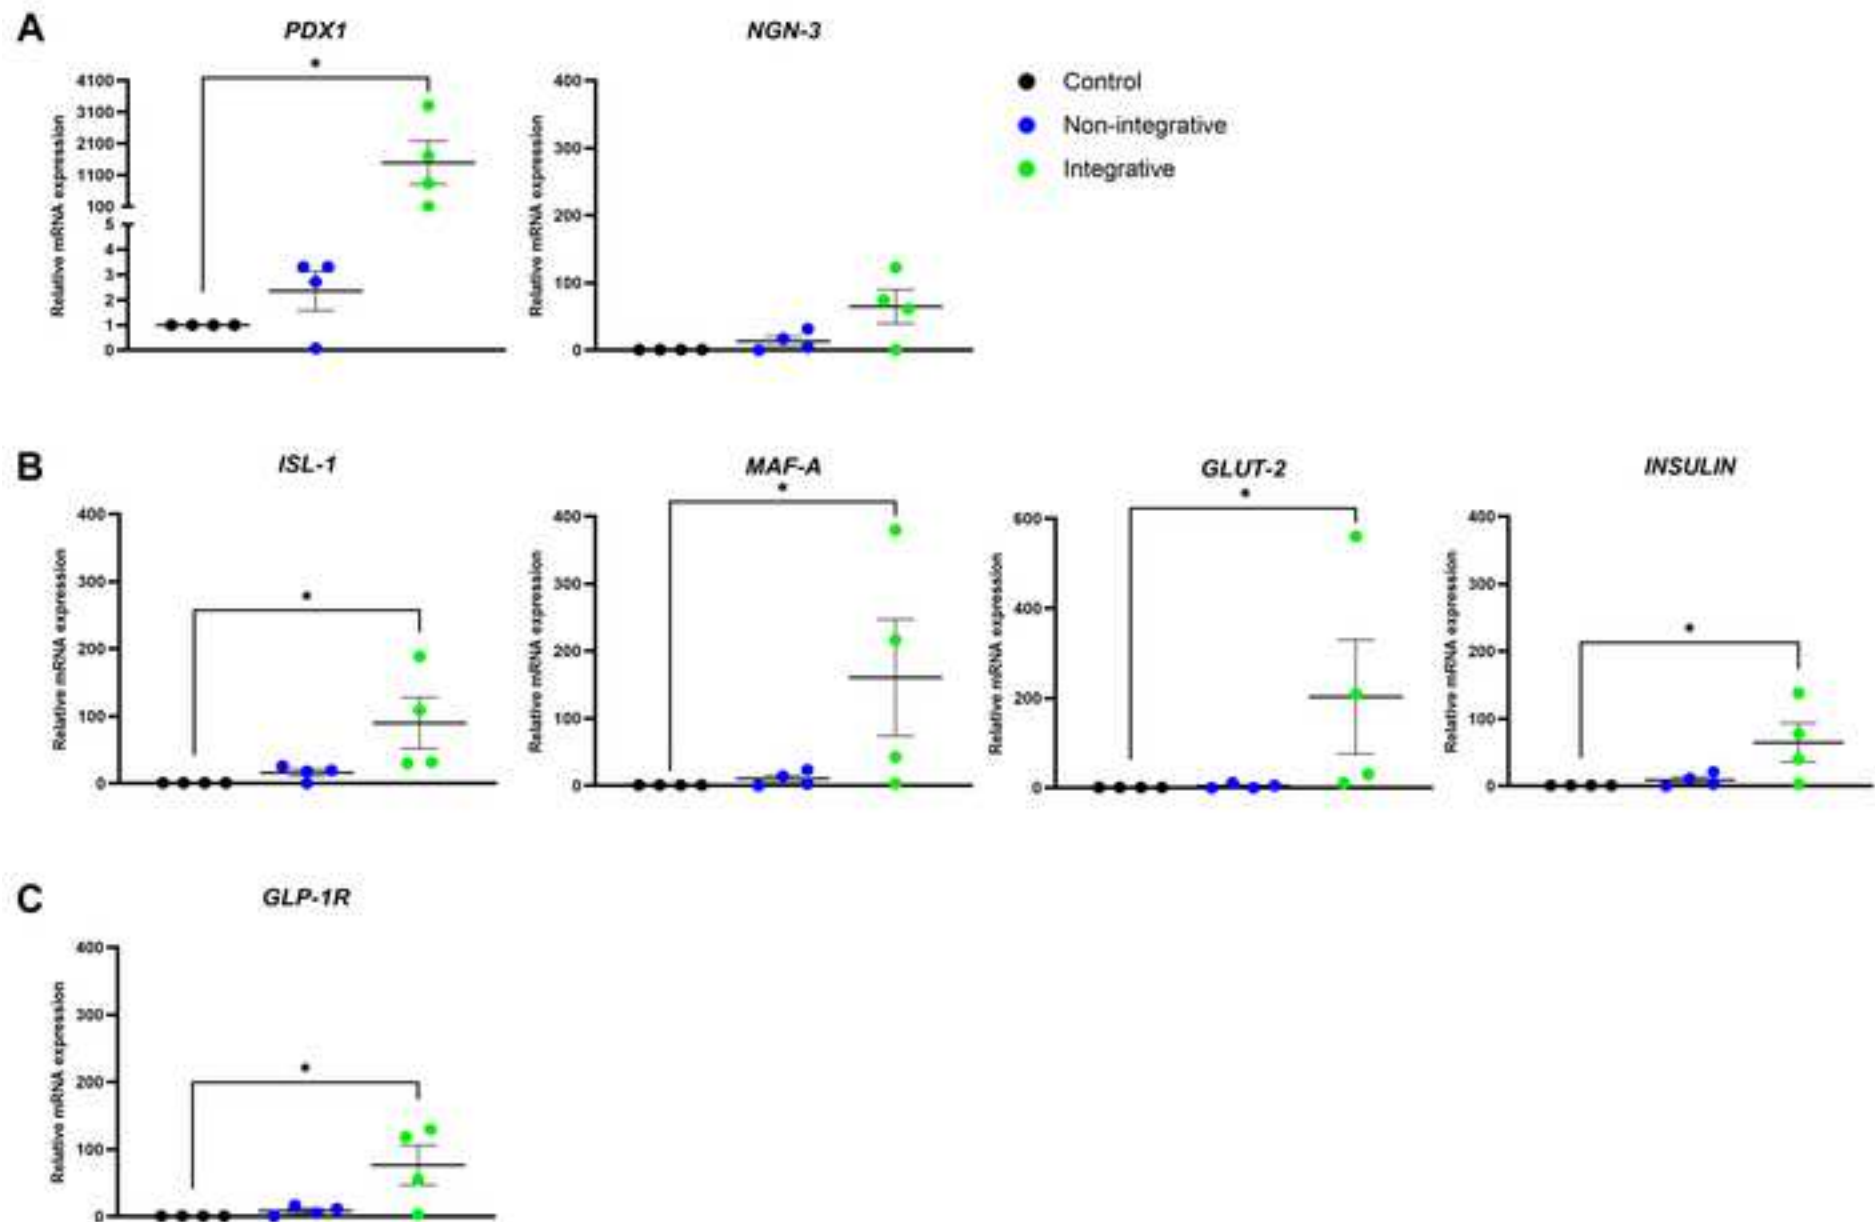 A
PDX1
*
Relative mRNA expression
4100
3100
2100
1100
100
5
4
3
2
1
0
NGN-3
Relative mRNA expression
400
300
200
100
0
Control
Non-integrative
Integrative
B
ISL-1
*
Relative mRNA expression
400
300
200
100
0
MAF-A
*
Relative mRNA expression
400
300
200
100
0
GLUT-2
*
Relative mRNA expression
600
400
200
0
INSULIN
*
Relative mRNA expression
400
300
200
100
0
C
GLP-1R
*
Relative mRNA expression
400
300
200
100
0